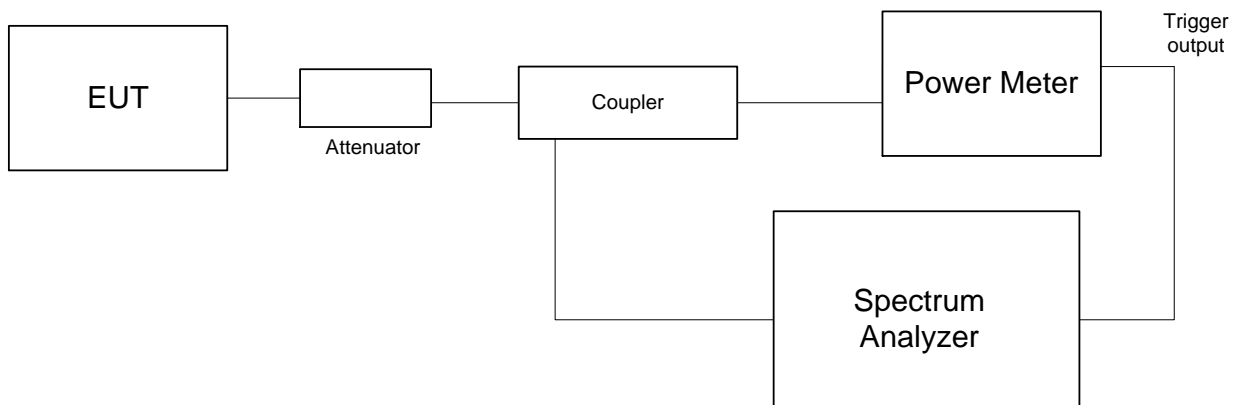 Trigger
output
EUT
Power Meter
Coupler
Attenuator
Spectrum
Analyzer